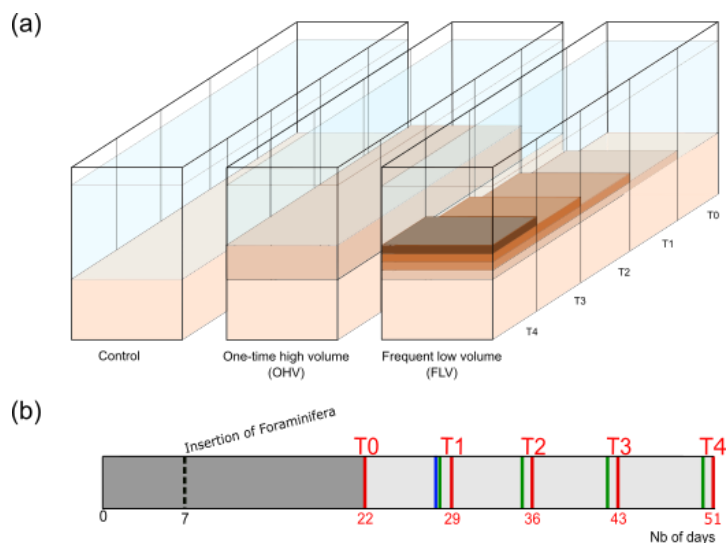 (a)
T0
T1
T2
T3
T4
Control
One-time high volume
(OHV)
Frequent low volume
(FLV)
(b)
Insertion of Foraminifera
T0 T1 T2 T3 T4
0 7 22 29 36 43 51
Nb of days